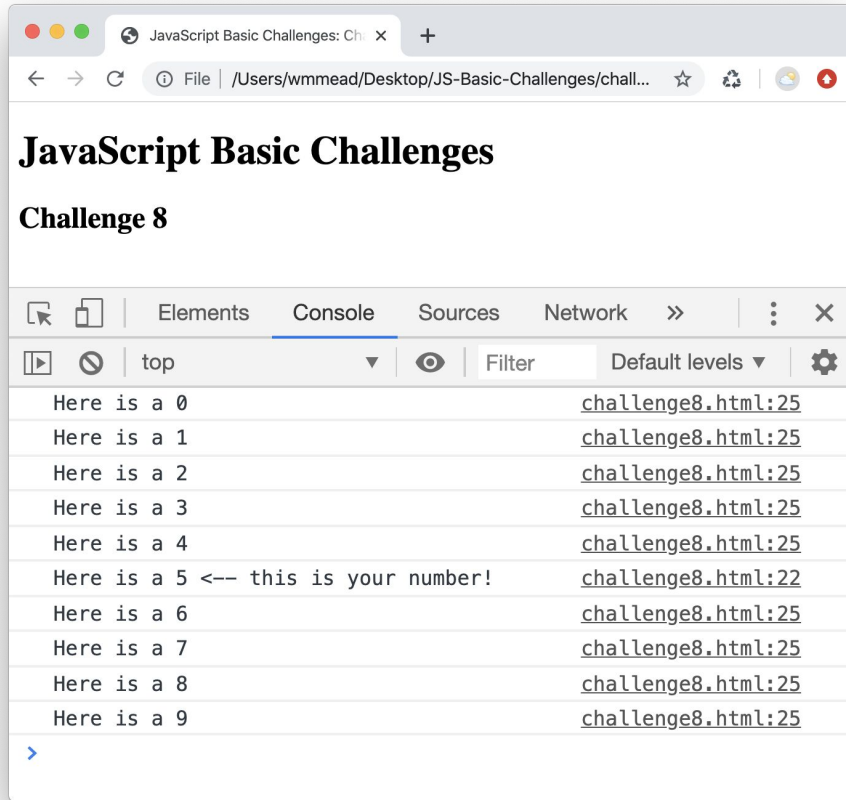 JavaScript Basic Challenges: Ch
File /Users/wmmead/Desktop/JS-Basic-Challenges/chall...
JavaScript Basic Challenges
Challenge 8
Elements Console Sources Network »
top Filter Default levels ▼
Here is a 0 challenge8.html:25
Here is a 1 challenge8.html:25
Here is a 2 challenge8.html:25
Here is a 3 challenge8.html:25
Here is a 4 challenge8.html:25
Here is a 5 <-- this is your number! challenge8.html:22
Here is a 6 challenge8.html:25
Here is a 7 challenge8.html:25
Here is a 8 challenge8.html:25
Here is a 9 challenge8.html:25
>